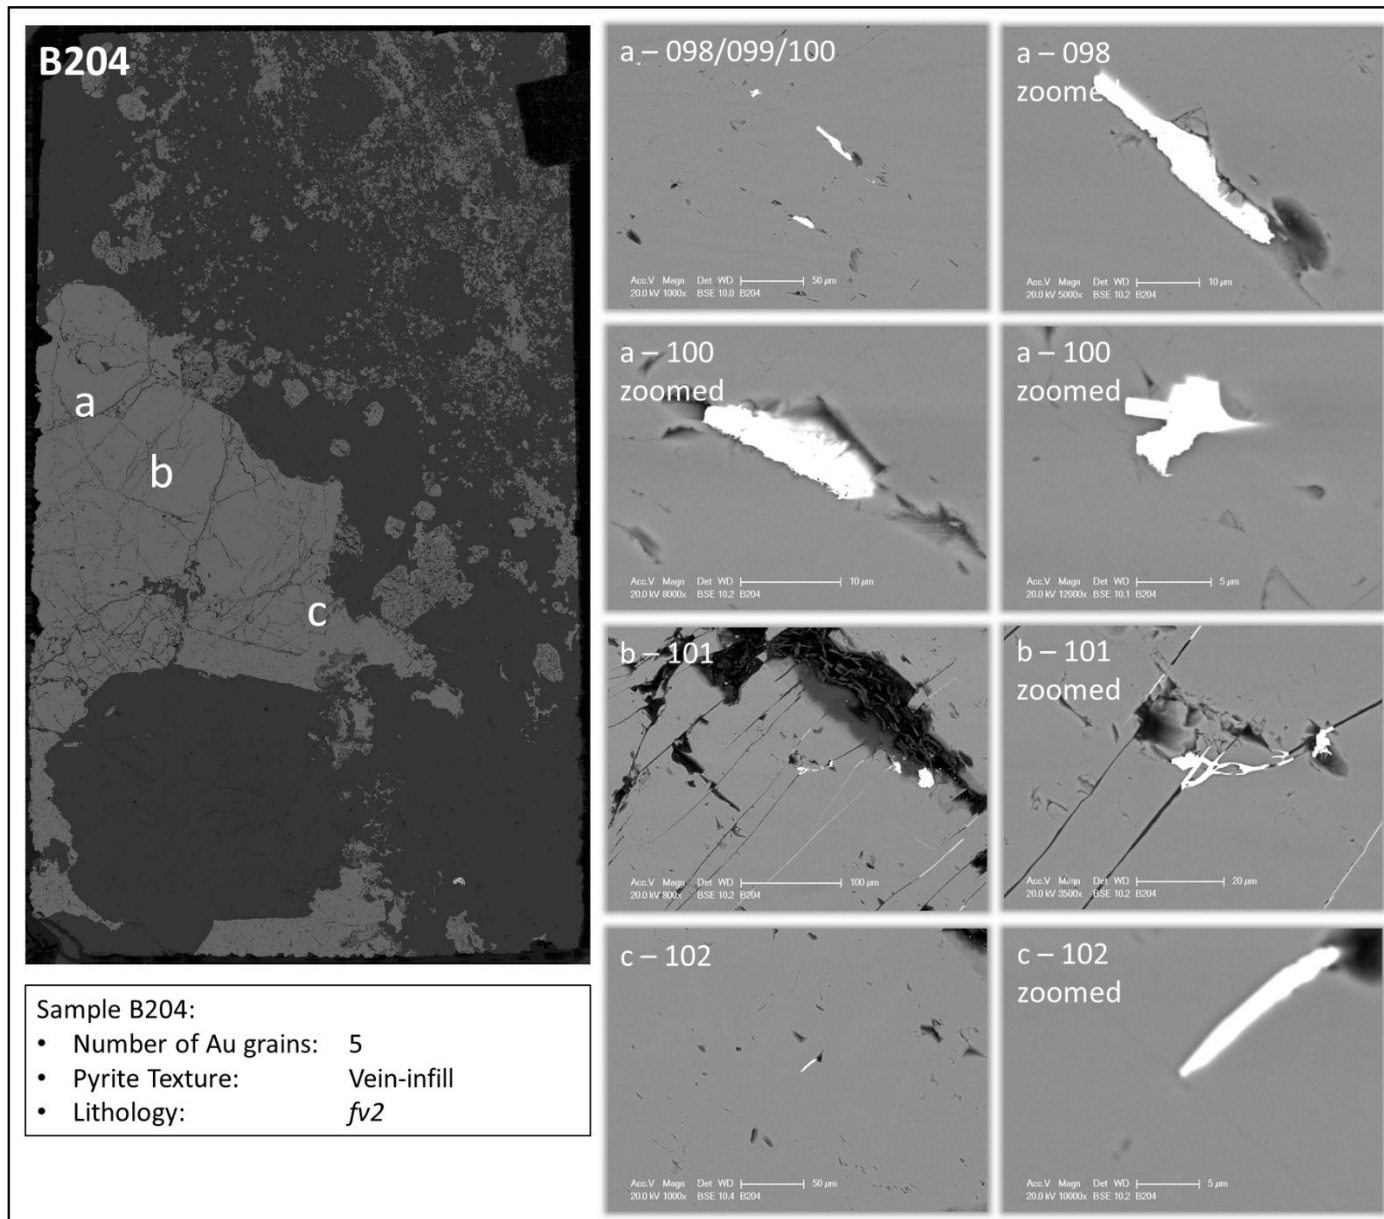 B204
a
b
c
Sample B204:
• Number of Au grains: 5
• Pyrite Texture: Vein-infill
• Lithology: fv2
a – 098/099/100
Acc.V Magn Det WD 50 µm
20.0 kV 1000x BSE 10.0 B204
a – 098
zoomed
Acc.V Magn Det WD 10 µm
20.0 kV 5000x BSE 10.2 B204
a – 100
zoomed
Acc.V Magn Det WD 10 µm
20.0 kV 8000x BSE 10.2 B204
a – 100
zoomed
Acc.V Magn Det WD 5 µm
20.0 kV 12000x BSE 10.1 B204
b – 101
Acc.V Magn Det WD 100 µm
20.0 kV 800x BSE 10.2 B204
b – 101
zoomed
Acc.V Magn Det WD 20 µm
20.0 kV 3500x BSE 10.2 B204
c – 102
Acc.V Magn Det WD 50 µm
20.0 kV 1000x BSE 10.4 B204
c – 102
zoomed
Acc.V Magn Det WD 5 µm
20.0 kV 10000x BSE 10.2 B204